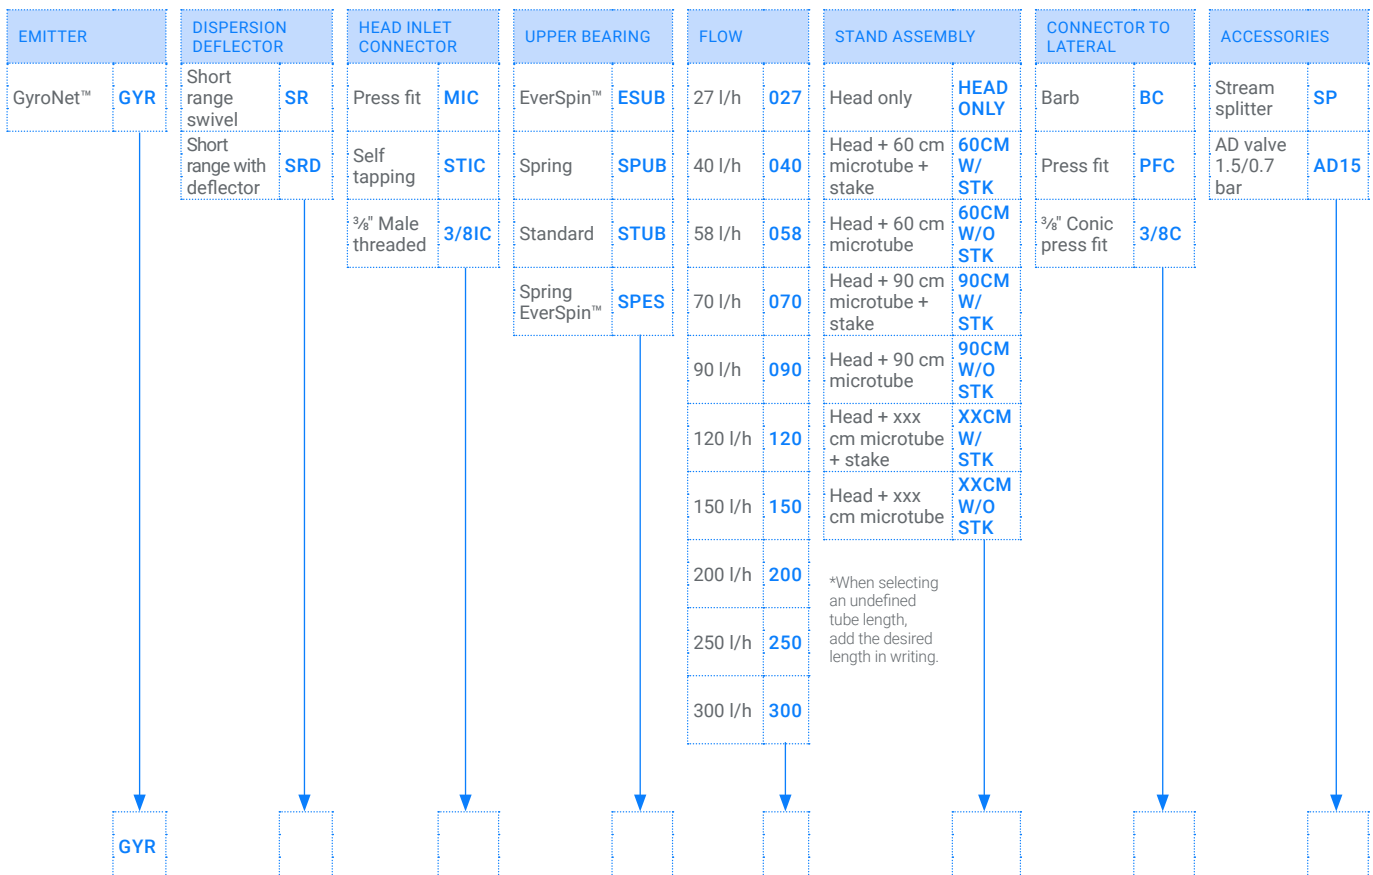 EMITTER
GyroNet™ GYR
DISPERSION
DEFLECTOR
Short
range
swivel
SR
Short
range with
deflector
SRD
HEAD INLET
CONNECTOR
Press fit MIC
Self
tapping
STIC
⅜" Male
threaded
3/8IC
UPPER BEARING
EverSpin™ ESUB
Spring SPUB
Standard STUB
Spring
EverSpin™
SPES
FLOW
27 l/h 027
40 l/h 040
58 l/h 058
70 l/h 070
90 l/h 090
120 l/h 120
150 l/h 150
200 l/h 200
250 l/h 250
300 l/h 300
STAND ASSEMBLY
Head only
HEAD
ONLY
Head + 60 cm
microtube +
stake
60CM
W/
STK
Head + 60 cm
microtube
60CM
W/O
STK
Head + 90 cm
microtube +
stake
90CM
W/
STK
Head + 90 cm
microtube
90CM
W/O
STK
Head + xxx
cm microtube
+ stake
XXCM
W/
STK
Head + xxx
cm microtube
XXCM
W/O
STK
*When selecting
an undefined
tube length,
add the desired
length in writing.
CONNECTOR TO
LATERAL
Barb BC
Press fit PFC
⅜" Conic
press fit
3/8C
ACCESSORIES
Stream
splitter
SP
AD valve
1.5/0.7
bar
AD15
GYR